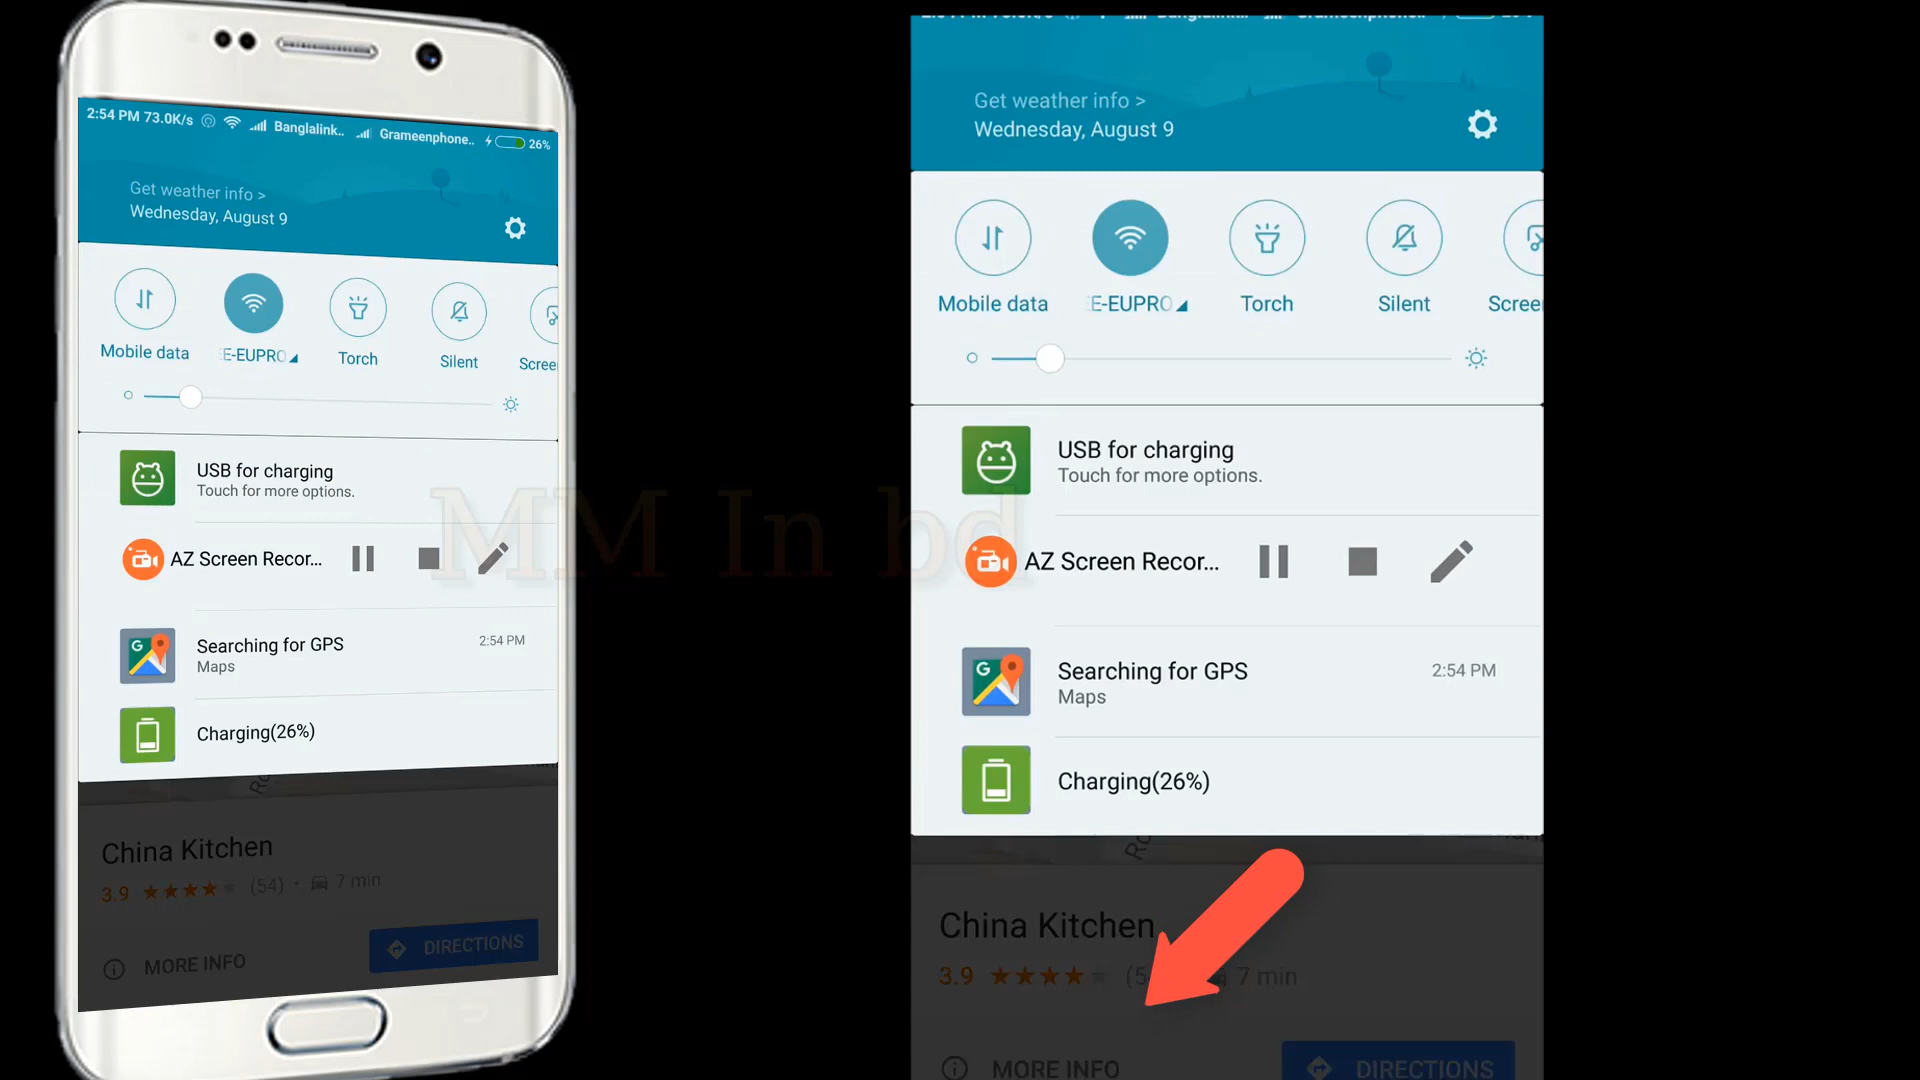 2:54 PM 73.0K/s Banglalink.. Grameenphone.. 26%
Get weather info >
Wednesday, August 9
Mobile data
E-EUPRO
Torch
Silent
Screen
USB for charging
Touch for more options.
AZ Screen Recor...
Searching for GPS
2:54 PM
Maps
Charging(26%)
China Kitchen
3.9 (54) · 7 min
MORE INFO
DIRECTIONS
MM In bd
Get weather info >
Wednesday, August 9
Mobile data
E-EUPRO
Torch
Silent
Screen
USB for charging
Touch for more options.
AZ Screen Recor...
Searching for GPS
2:54 PM
Maps
Charging(26%)
China Kitchen
3.9 7 min
MORE INFO
DIRECTIONS